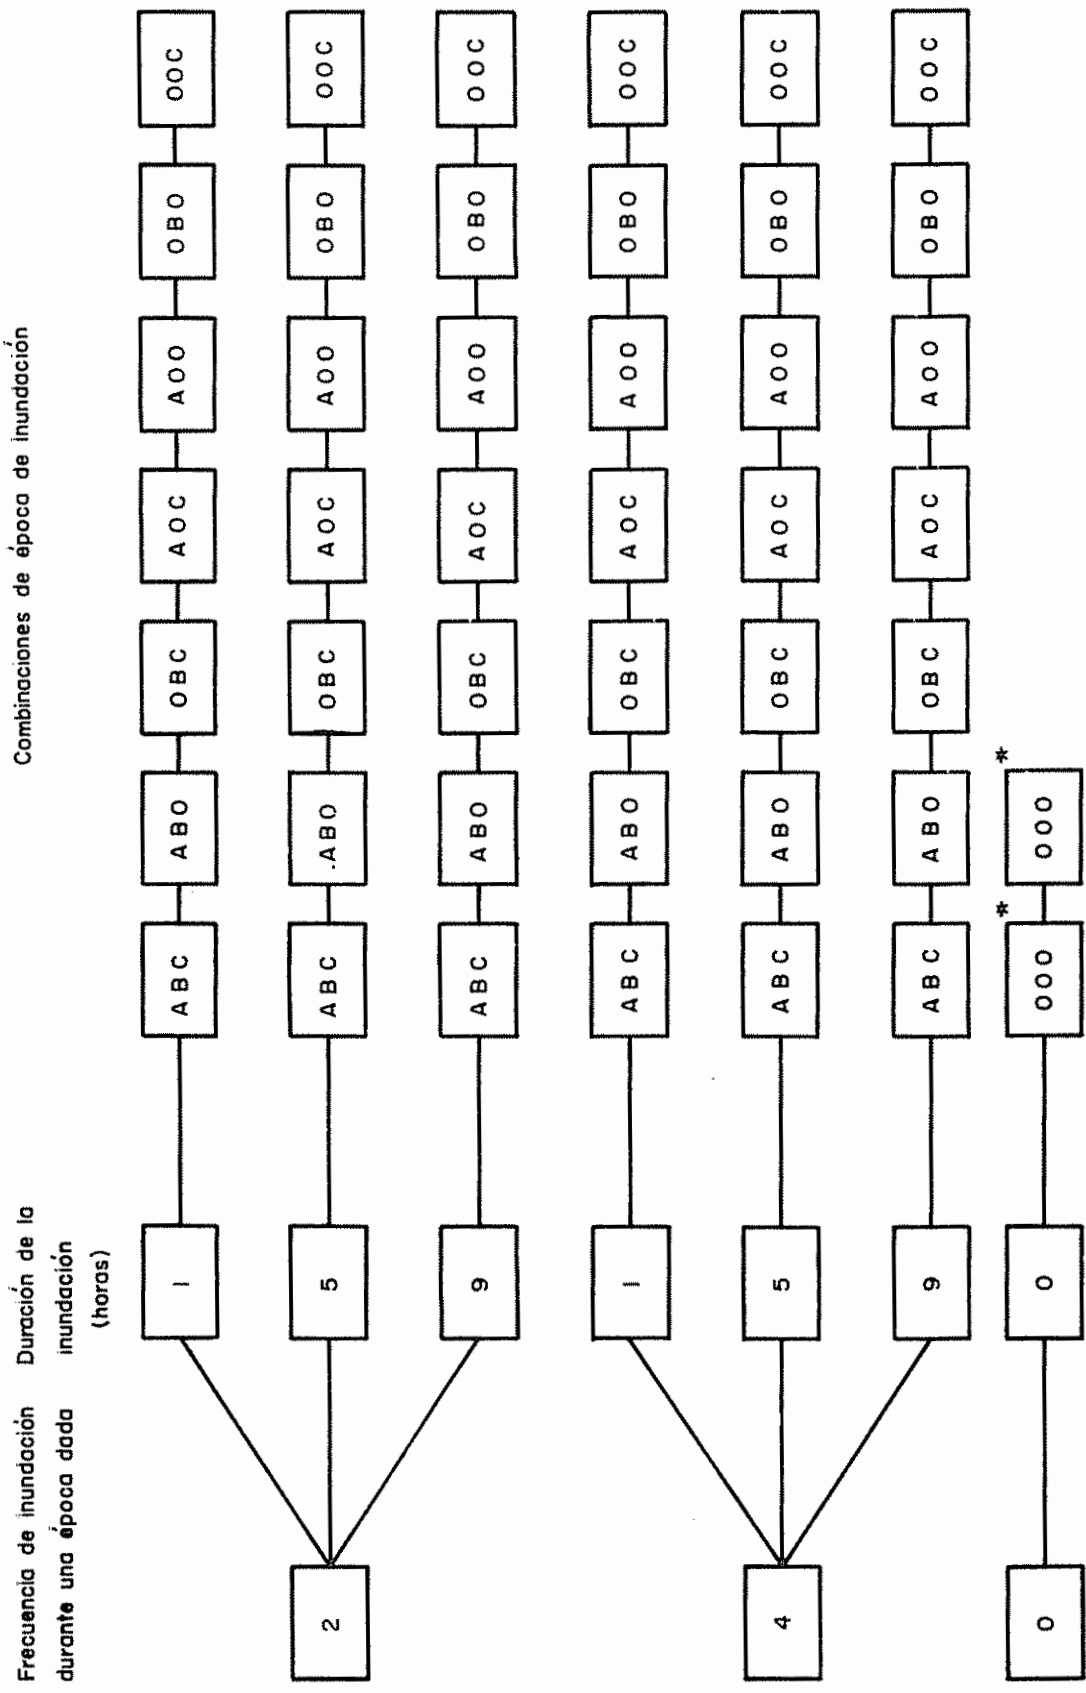 Frecuencia de inundación
durante una época dada
Duración de la
inundación
(horas)
Combinaciones de época de inundación
2
1
ABC
ABO
OBC
AOC
AOO
OBO
OOC
5
ABC
.ABO
OBC
AOC
AOO
OBO
OOC
9
ABC
ABO
OBC
AOC
AOO
OBO
OOC
4
1
ABC
ABO
OBC
AOC
AOO
OBO
OOC
5
ABC
ABO
OBC
AOC
AOO
OBO
OOC
9
ABC
ABO
OBC
AOC
AOO
OBO
OOC
0
0
OOO
*
OOO
*